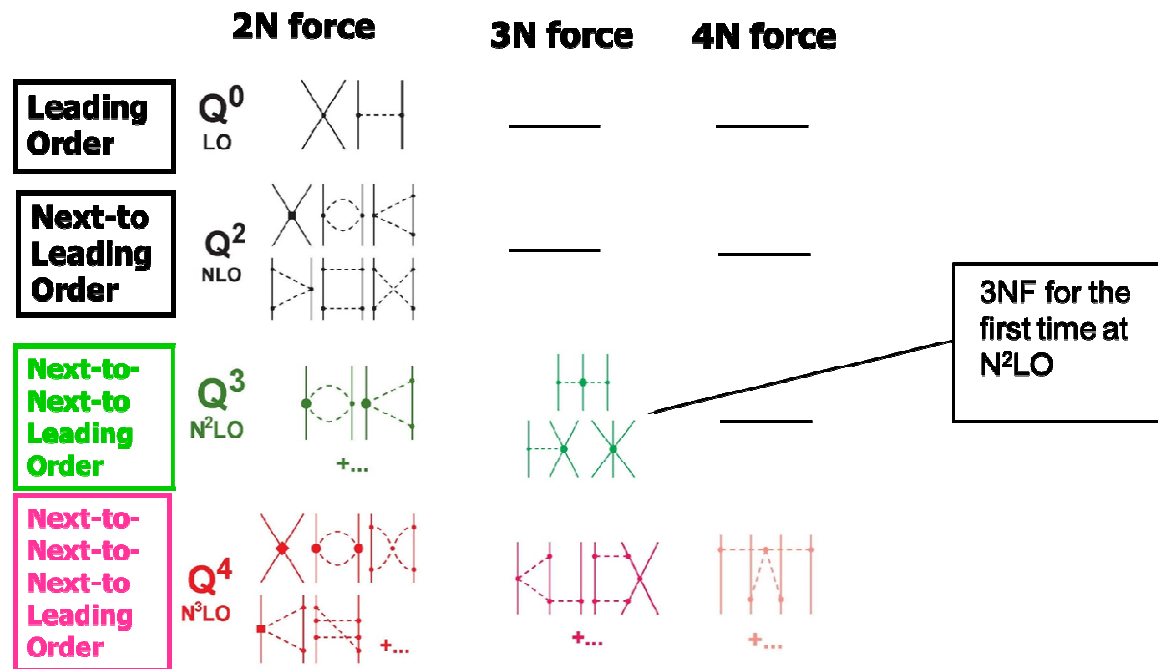 2N force
3N force
4N force
Leading
Order
Q⁰
LO
Next-to
Leading
Order
Q²
NLO
3NF for the
first time at
N²LO
Next-to-
Next-to
Leading
Order
Q³
N²LO
+...
Next-to-
Next-to-
Next-to
Leading
Order
Q⁴
N³LO
+...
+...
+...